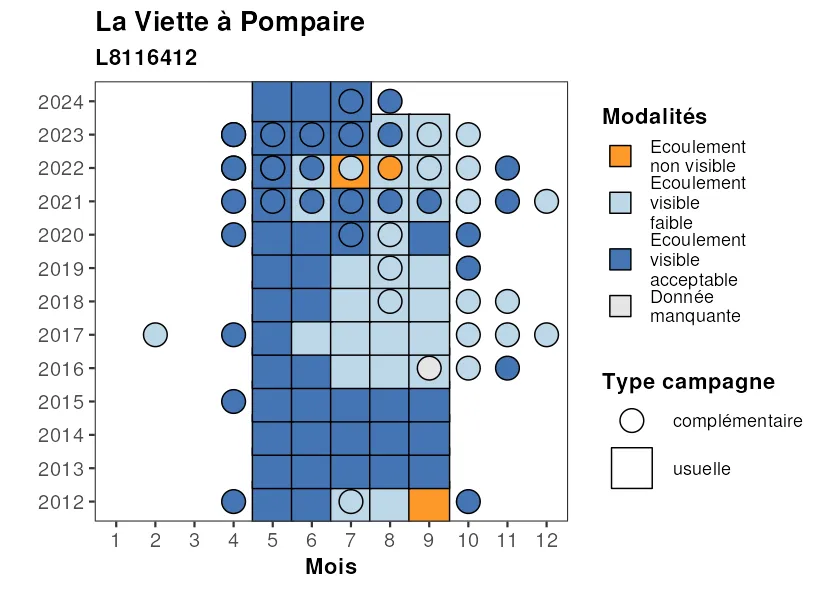 La Viette à Pompaire
L8116412
2024
2023
2022
2021
2020
2019
2018
2017
2016
2015
2014
2013
2012
1 2 3 4 5 6 7 8 9 10 11 12
Mois
Modalités
Ecoulement
non visible
Ecoulement
visible
faible
Ecoulement
visible
acceptable
Donnée
manquante
Type campagne
complémentaire
usuelle